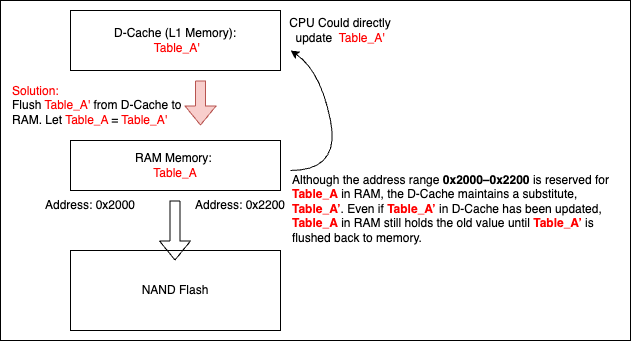 D-Cache (L1 Memory):
Table_A'
CPU Could directly
update Table_A'
Solution:
Flush Table_A' from D-Cache to
RAM. Let Table_A = Table_A'
RAM Memory:
Table_A
Address: 0x2000
Address: 0x2200
Although the address range 0x2000–0x2200 is reserved for
Table_A in RAM, the D-Cache maintains a substitute,
Table_A’. Even if Table_A' in D-Cache has been updated,
Table_A in RAM still holds the old value until Table_A’ is
flushed back to memory.
NAND Flash